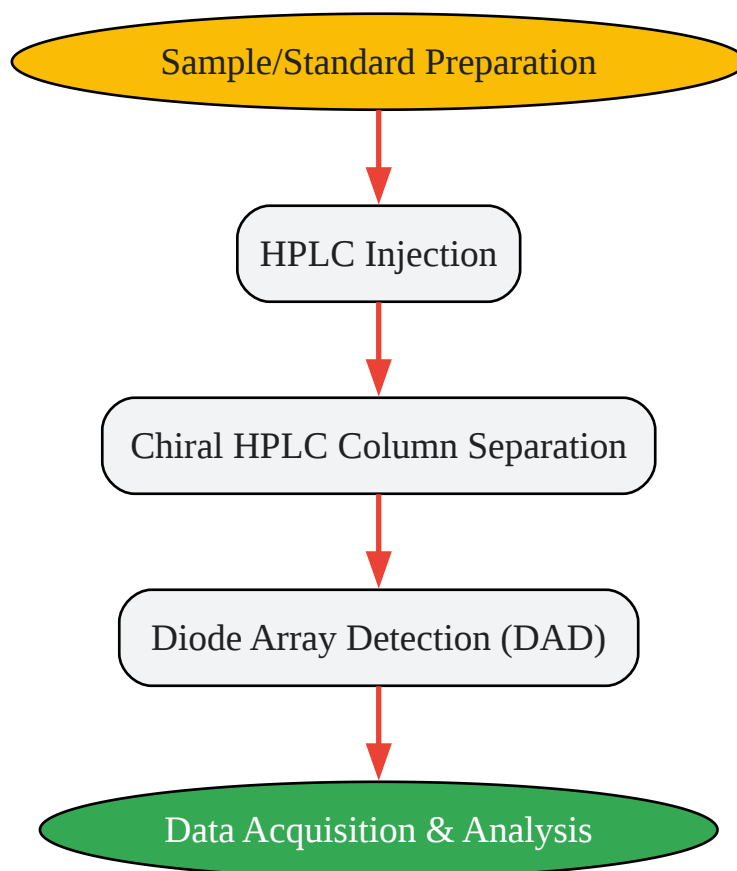 Sample/Standard Preparation
HPLC Injection
Chiral HPLC Column Separation
Diode Array Detection (DAD)
Data Acquisition & Analysis